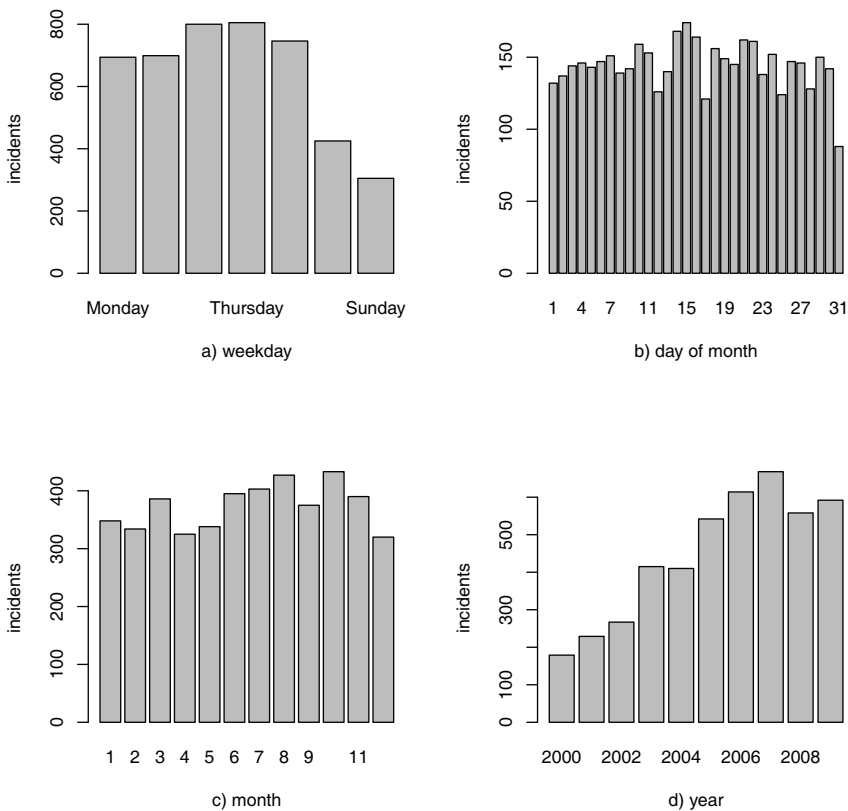 incidents
0 200 400 600 800
Monday Thursday Sunday
a) weekday
incidents
0 50 100 150
1 4 7 11 15 19 23 27 31
b) day of month
incidents
0 100 200 300 400
1 2 3 4 5 6 7 8 9 11
c) month
incidents
0 100 300 500
2000 2002 2004 2006 2008
d) year